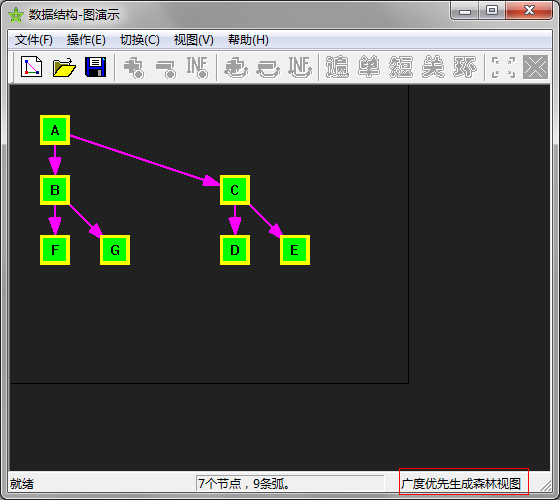 数据结构-图演示
文件(F) 操作(E) 切换(C) 视图(V) 帮助(H)
INF INF 遍 单 短 关 环
A
B C
F G D E
就绪 7个节点，9条弧。 广度优先生成森林视图